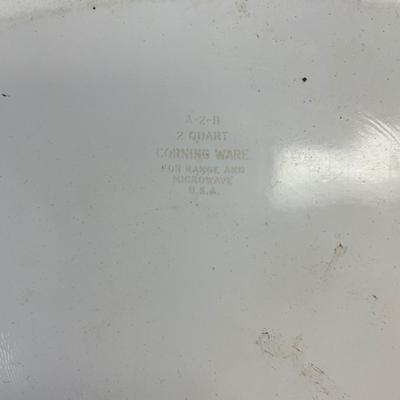 A-2-B
2 QUART
CORNING WARE
FOR RANGE AND
MICROWAVE
U.S.A.